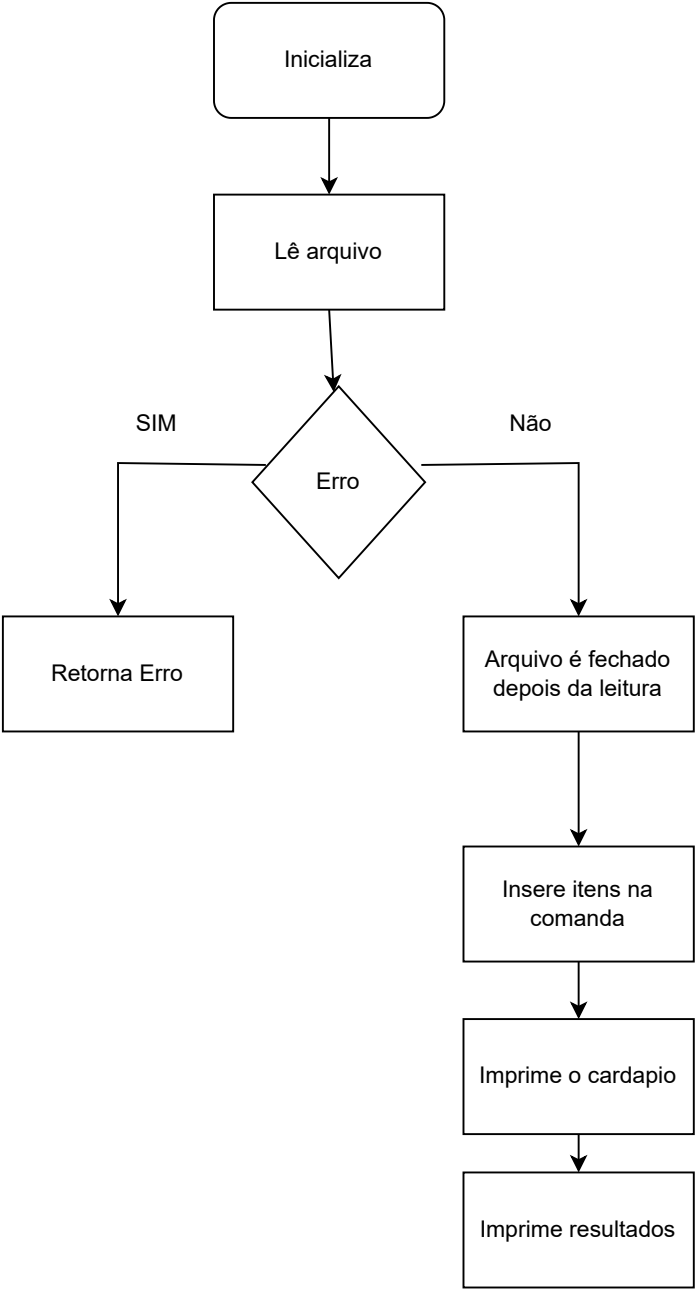 Inicializa
Lê arquivo
SIM
Não
Erro
Retorna Erro
Arquivo é fechado
depois da leitura
Insere itens na
comanda
Imprime o cardapio
Imprime resultados